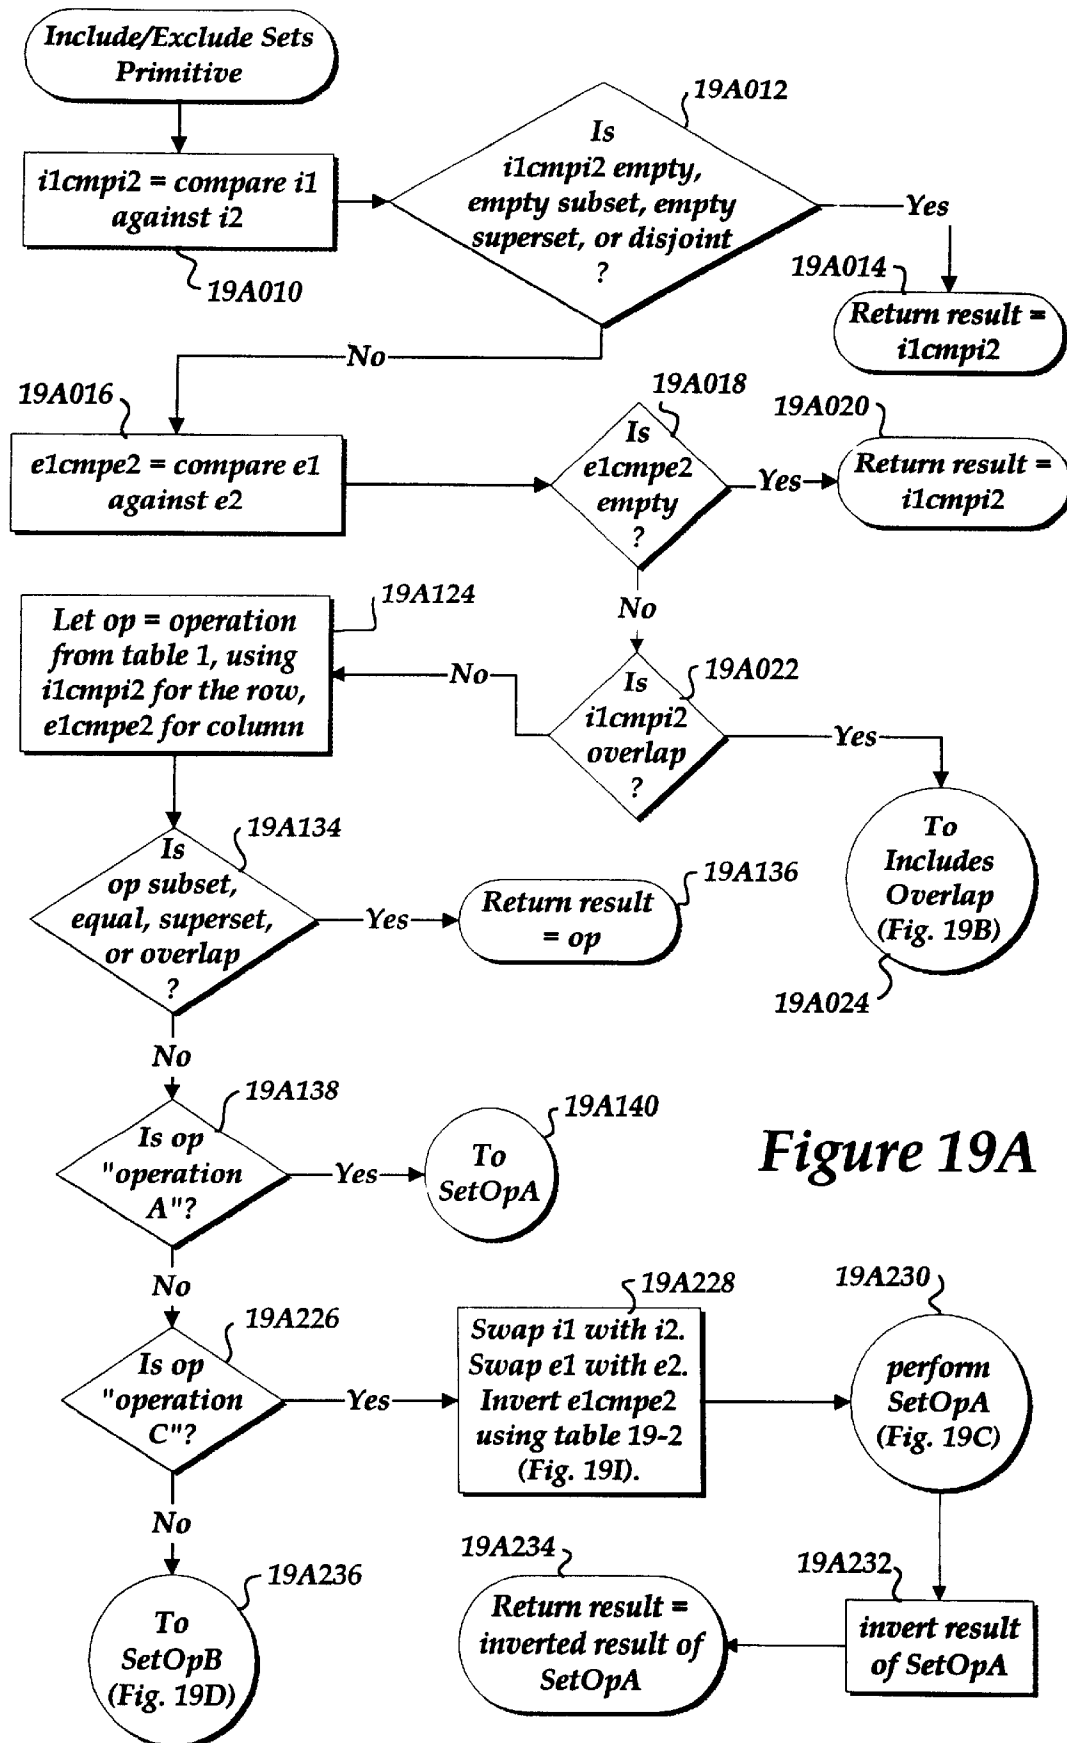 Include/Exclude Sets
Primitive
i1cmpi2 = compare i1
against i2
19A010
19A012
Is
i1cmpi2 empty,
empty subset, empty
superset, or disjoint
?
Yes
19A014
Return result =
i1cmpi2
No
19A016
e1cmpe2 = compare e1
against e2
19A018
Is
e1cmpe2
empty
?
Yes
19A020
Return result =
i1cmpi2
No
19A124
Let op = operation
from table 1, using
i1cmpi2 for the row,
e1cmpe2 for column
No
19A022
Is
i1cmpi2
overlap
?
Yes
To
Includes
Overlap
(Fig. 19B)
19A024
19A134
Is
op subset,
equal, superset,
or overlap
?
Yes
19A136
Return result
= op
No
19A138
Is op
"operation
A"?
Yes
19A140
To
SetOpA
Figure 19A
No
19A226
Is op
"operation
C"?
Yes
19A228
Swap i1 with i2.
Swap e1 with e2.
Invert e1cmpe2
using table 19-2
(Fig. 19I).
19A230
perform
SetOpA
(Fig. 19C)
No
19A236
To
SetOpB
(Fig. 19D)
19A234
Return result =
inverted result of
SetOpA
19A232
invert result
of SetOpA